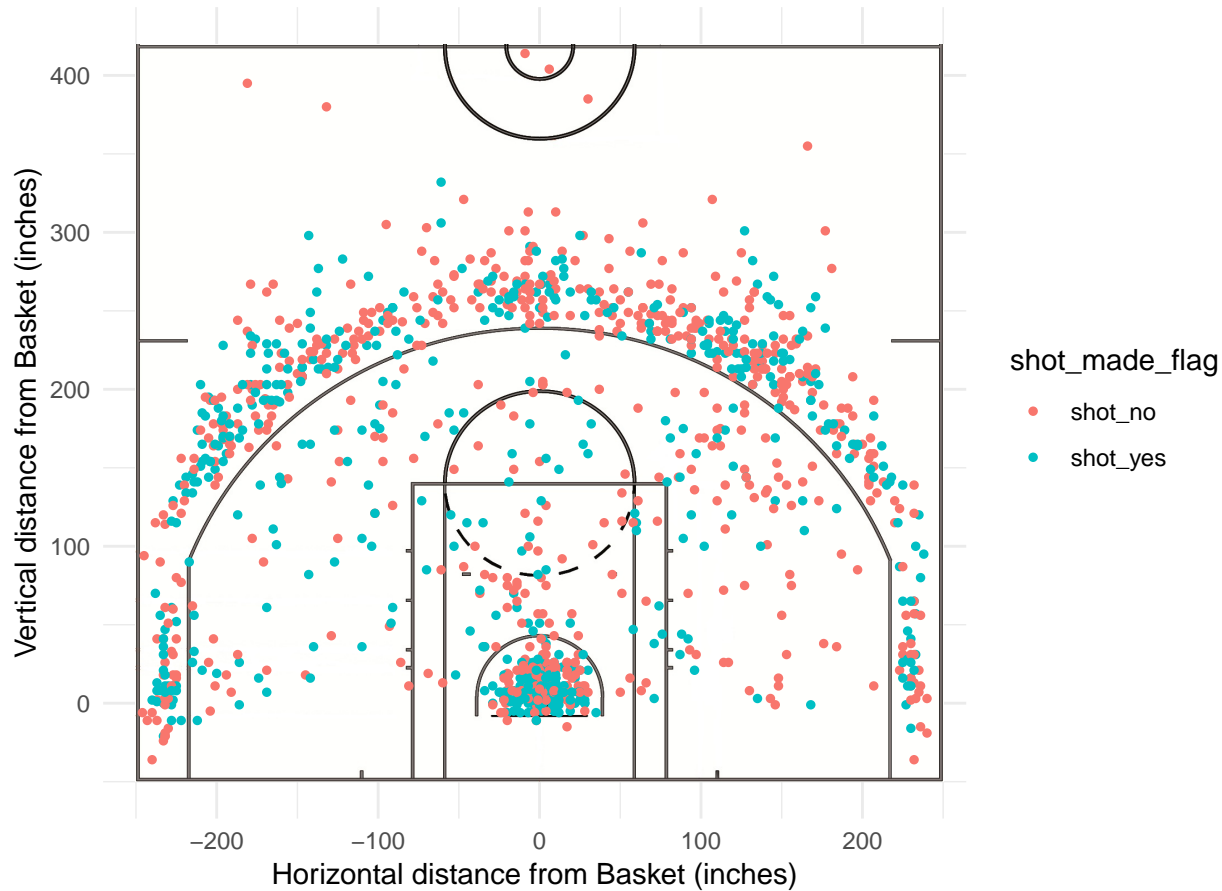 400
300
200
100
0
−200
−100
0
100
200
Horizontal distance from Basket (inches)
Vertical distance from Basket (inches)
shot_made_flag
shot_no
shot_yes